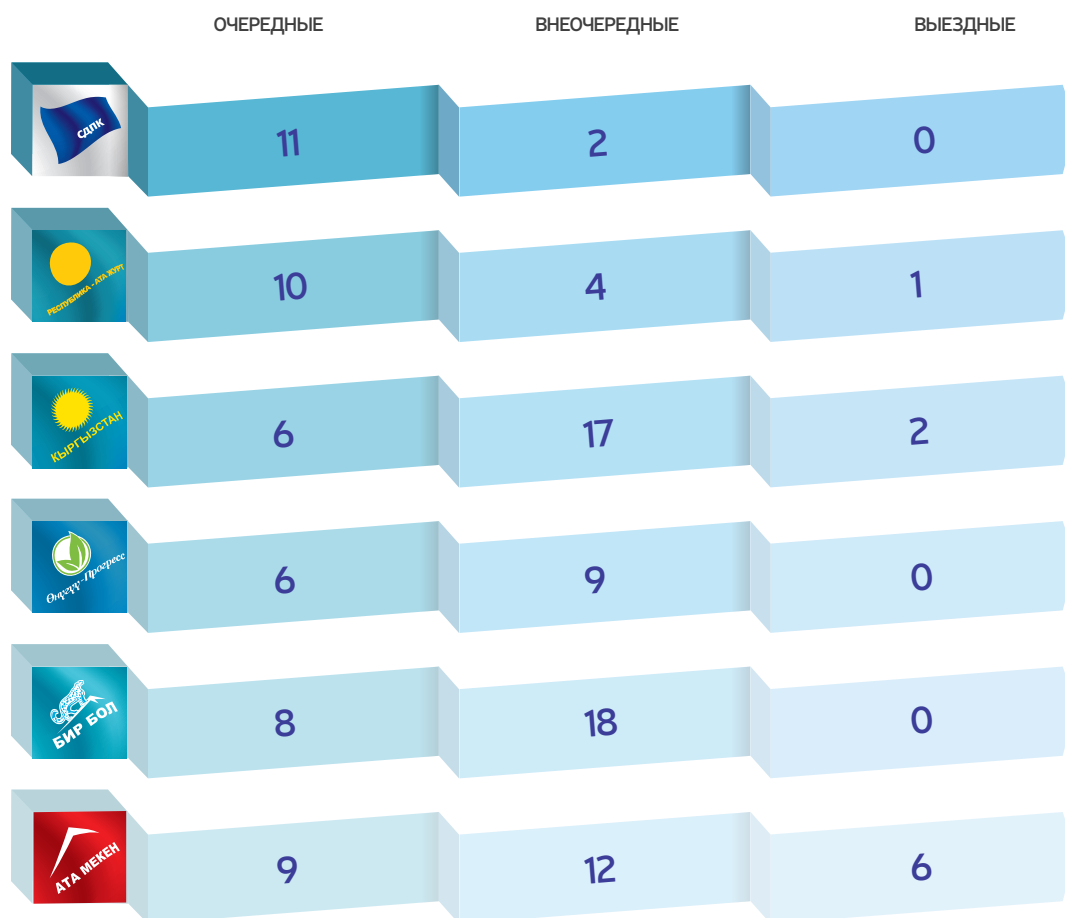 ОЧЕРЕДНЫЕ ВНЕОЧЕРЕДНЫЕ ВЫЕЗДНЫЕ
СДПК 11 2 0
РЕСПУБЛИКА - АТА ЖУРТ 10 4 1
КЫРГЫЗСТАН 6 17 2
Өнүгүү-Прогресс 6 9 0
БИР БОЛ 8 18 0
АТА МЕКЕН 9 12 6